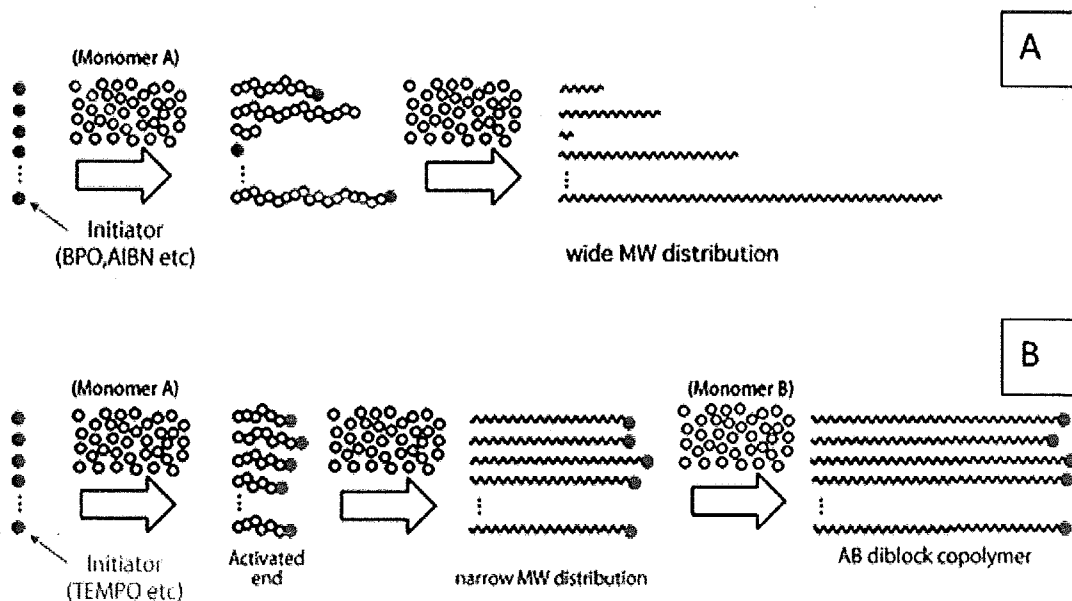 A
(Monomer A)
Initiator
(BPO,AIBN etc)
wide MW distribution
B
(Monomer A)
(Monomer B)
Initiator
(TEMPO etc)
Activated
end
narrow MW distribution
AB diblock copolymer